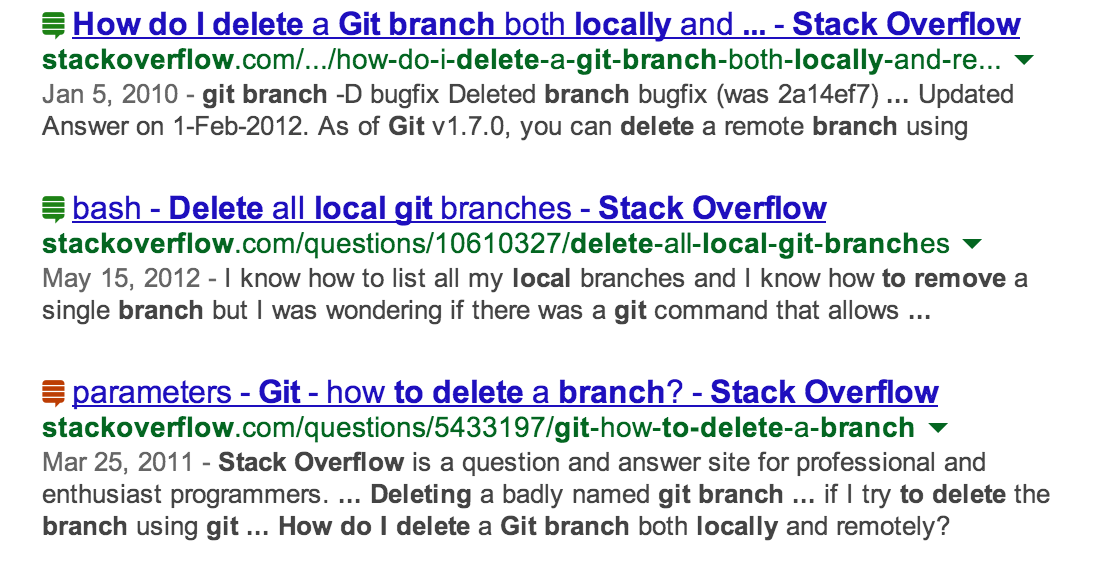 How do I delete a Git branch both locally and ... - Stack Overflow
stackoverflow.com/.../how-do-i-delete-a-git-branch-both-locally-and-re...
Jan 5, 2010 - git branch -D bugfix Deleted branch bugfix (was 2a14ef7) ... Updated
Answer on 1-Feb-2012. As of Git v1.7.0, you can delete a remote branch using
bash - Delete all local git branches - Stack Overflow
stackoverflow.com/questions/10610327/delete-all-local-git-branches
May 15, 2012 - I know how to list all my local branches and I know how to remove a
single branch but I was wondering if there was a git command that allows ...
parameters - Git - how to delete a branch? - Stack Overflow
stackoverflow.com/questions/5433197/git-how-to-delete-a-branch
Mar 25, 2011 - Stack Overflow is a question and answer site for professional and
enthusiast programmers. ... Deleting a badly named git branch ... if I try to delete the
branch using git ... How do I delete a Git branch both locally and remotely?